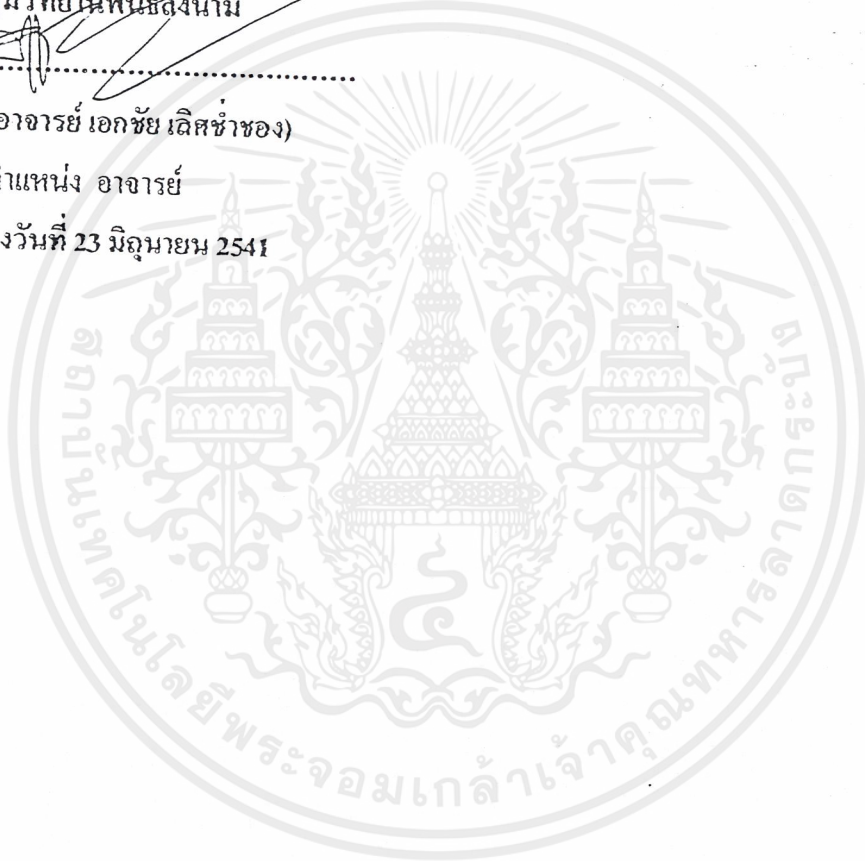 อาจารย์ เอกชัย เลิศชำซอง)
ตำแหน่ง อาจารย์
วันที่ 23 มิถุนายน 2541
สถาบันเทคโนโลยีพระจอมเกล้าเจ้าคุณทหารลาดกระบัง